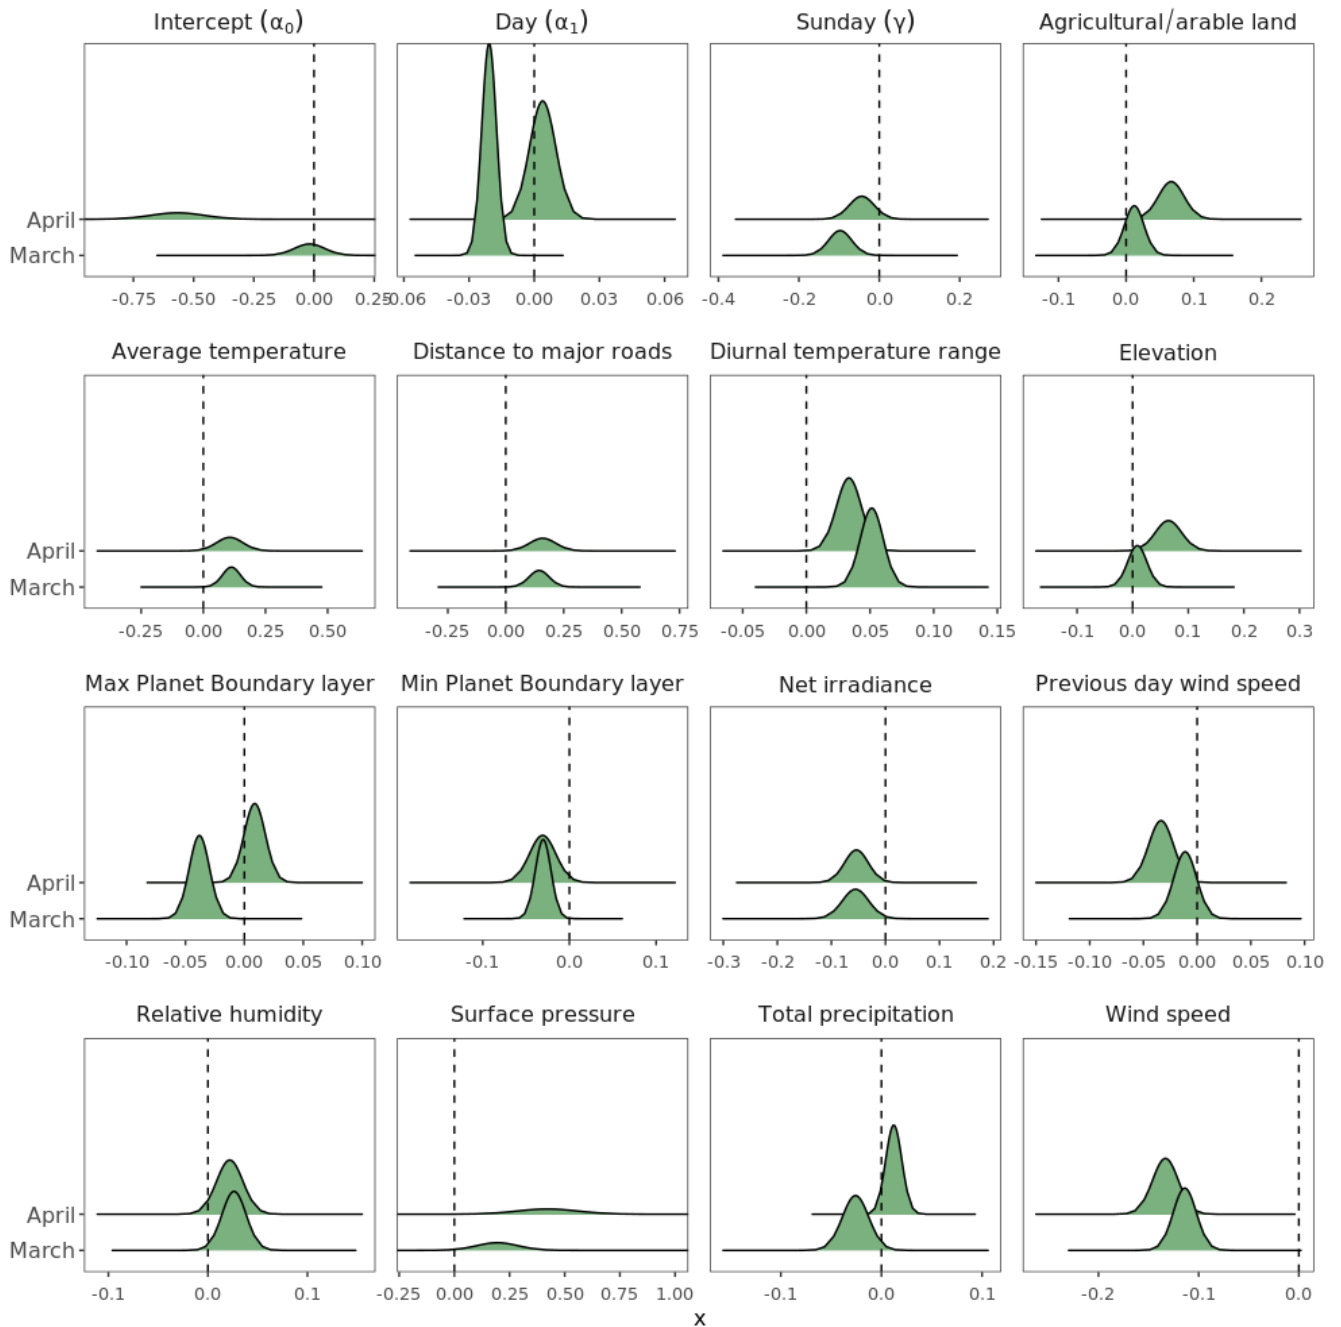 Intercept (α₀) Day (α₁) Sunday (γ) Agricultural/arable land
April
March
-0.75 -0.50 -0.25 0.00 0.25 0.06 -0.03 0.00 0.03 0.06 -0.4 -0.2 0.0 0.2 -0.1 0.0 0.1 0.2
Average temperature Distance to major roads Diurnal temperature range Elevation
April
March
-0.25 0.00 0.25 0.50 -0.25 0.00 0.25 0.50 0.75 -0.05 0.00 0.05 0.10 0.15 -0.1 0.0 0.1 0.2 0.3
Max Planet Boundary layer Min Planet Boundary layer Net irradiance Previous day wind speed
April
March
-0.10 -0.05 0.00 0.05 0.10 -0.1 0.0 0.1 -0.3 -0.2 -0.1 0.0 0.1 0.2 -0.15 -0.10 -0.05 0.00 0.05 0.10
Relative humidity Surface pressure Total precipitation Wind speed
April
March
-0.1 0.0 0.1 -0.25 0.00 0.25 0.50 0.75 1.00 -0.1 0.0 0.1 -0.2 -0.1 0.0
x